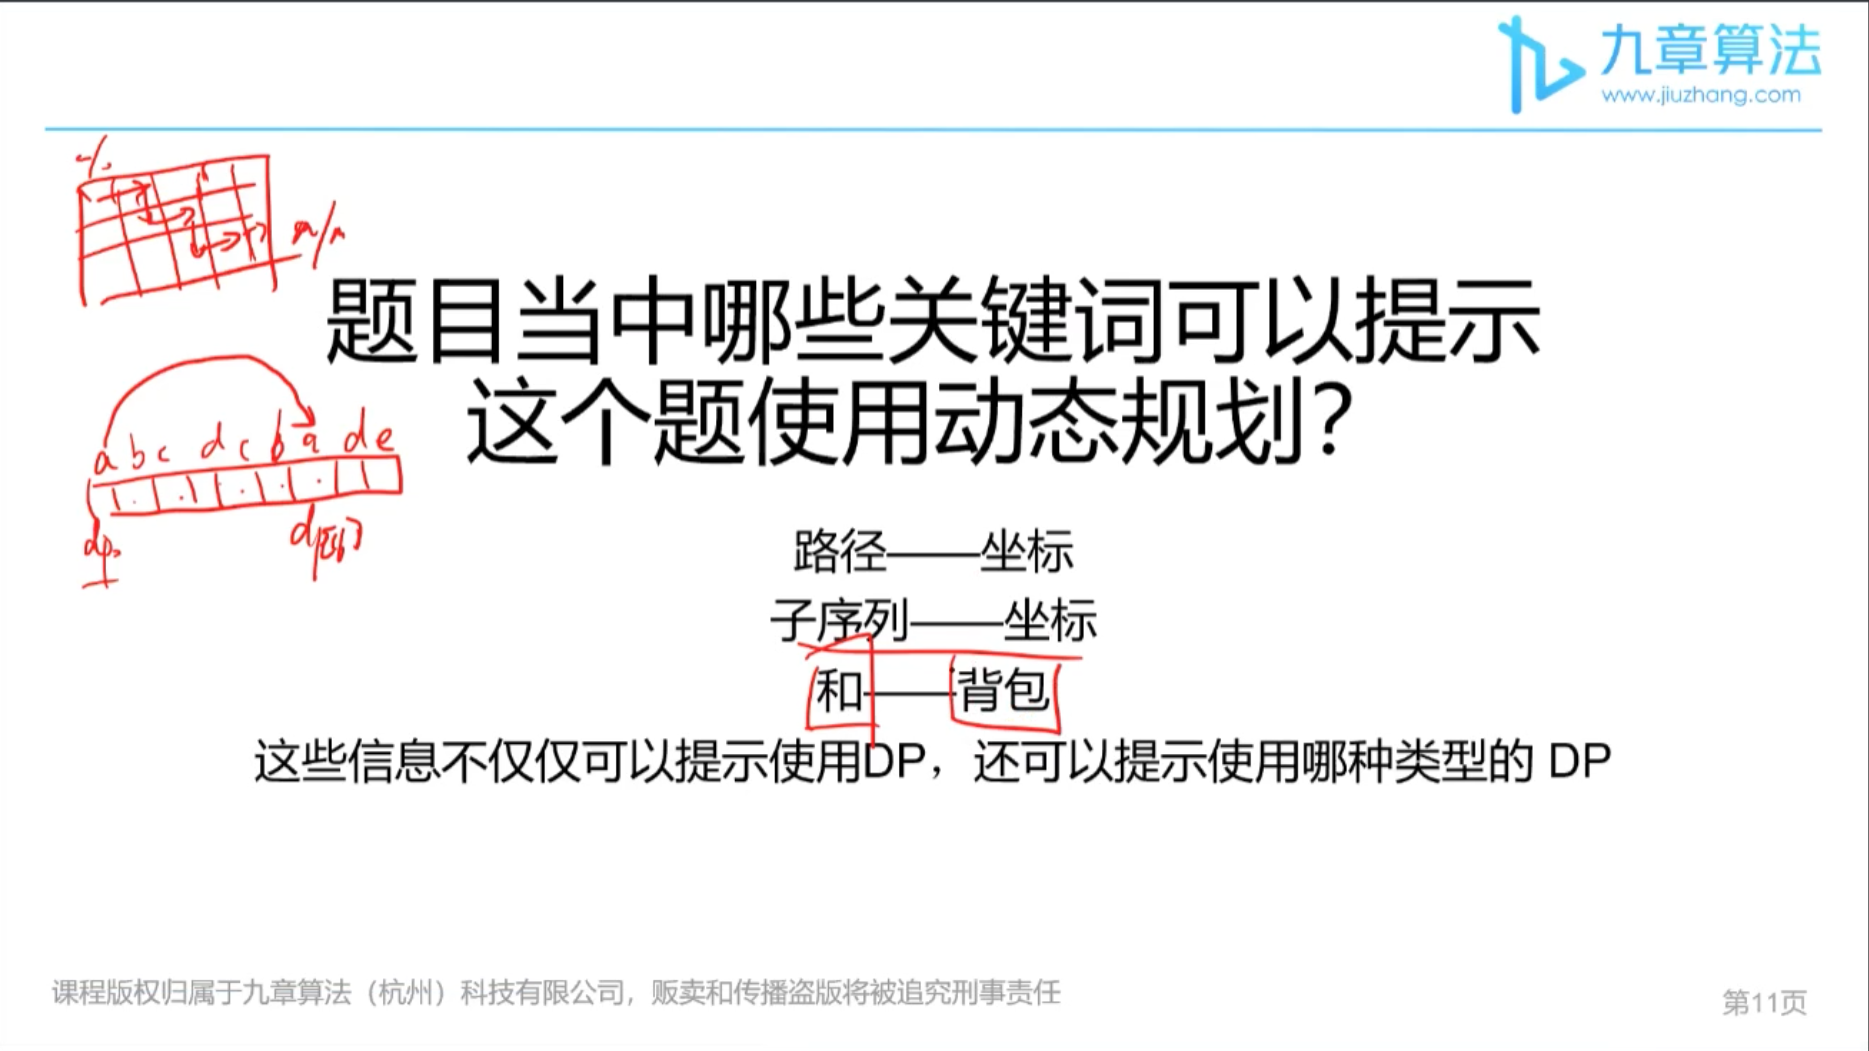 九章算法
www.jiuzhang.com
题目当中哪些关键词可以提示
这个题使用动态规划?
a b c d c b a d e
dp
路径——坐标
子序列——坐标
和——背包
这些信息不仅仅可以提示使用DP，还可以提示使用哪种类型的 DP
课程版权归属于九章算法（杭州）科技有限公司，贩卖和传播盗版将被追究刑事责任
第11页